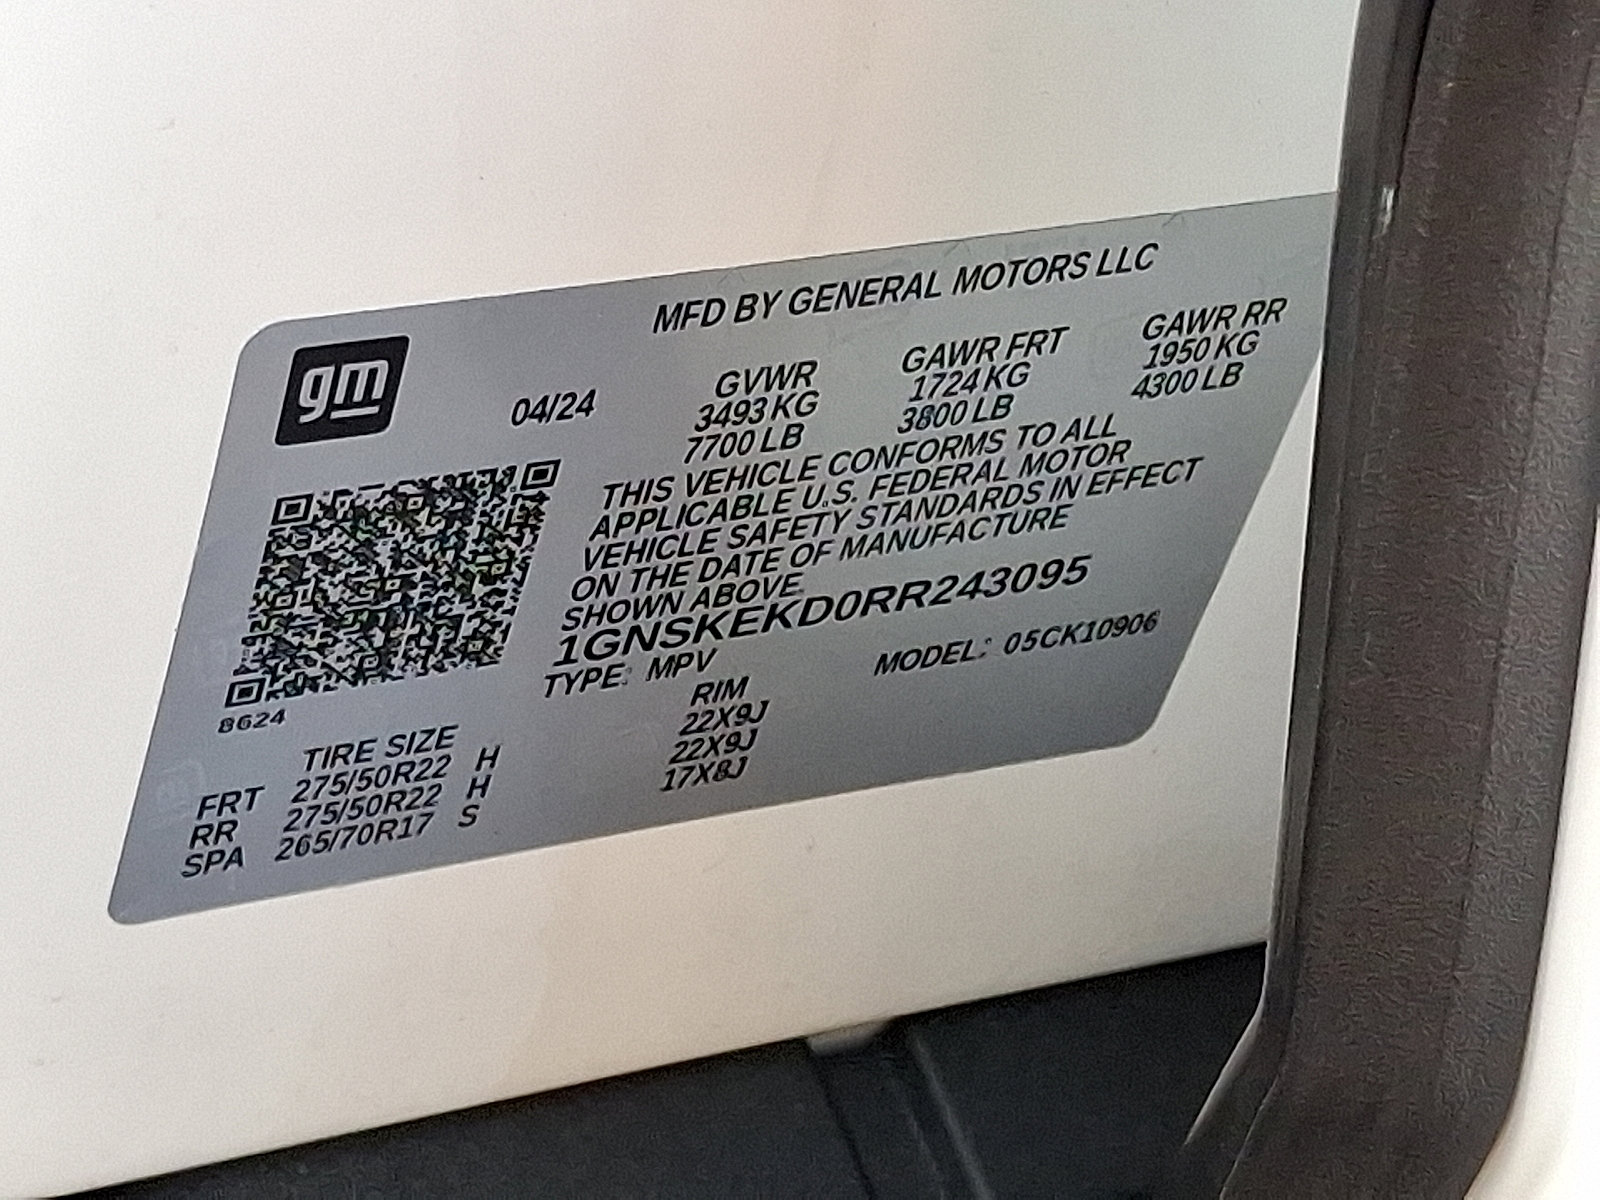 MFD BY GENERAL MOTORS LLC
gm
04/24
GVWR
3493 KG
7700 LB
GAWR FRT
1724 KG
3800 LB
GAWR RR
1950 KG
4300 LB
THIS VEHICLE CONFORMS TO ALL
APPLICABLE U.S. FEDERAL MOTOR
VEHICLE SAFETY STANDARDS IN EFFECT
ON THE DATE OF MANUFACTURE
SHOWN ABOVE.
1GNSKEKD0RR243095
TYPE: MPV MODEL: 05CK10906
8624
TIRE SIZE RIM
FRT 275/50R22 H 22X9J
RR 275/50R22 H 22X9J
SPA 265/70R17 S 17X8J